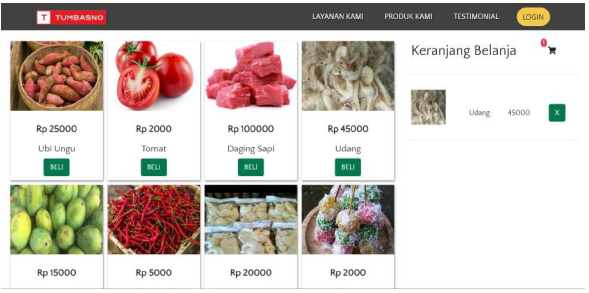 T TUMBASNO
LAYANAN KAMI PRODUK KAMI TESTIMONIAL LOGIN
Keranjang Belanja 1
Rp 25000 Rp 2000 Rp 100000 Rp 45000
Ubi Ungu Tomat Daging Sapi Udang
BELI BELI BELI BELI
Udang 45000 X
Rp 15000 Rp 5000 Rp 20000 Rp 2000